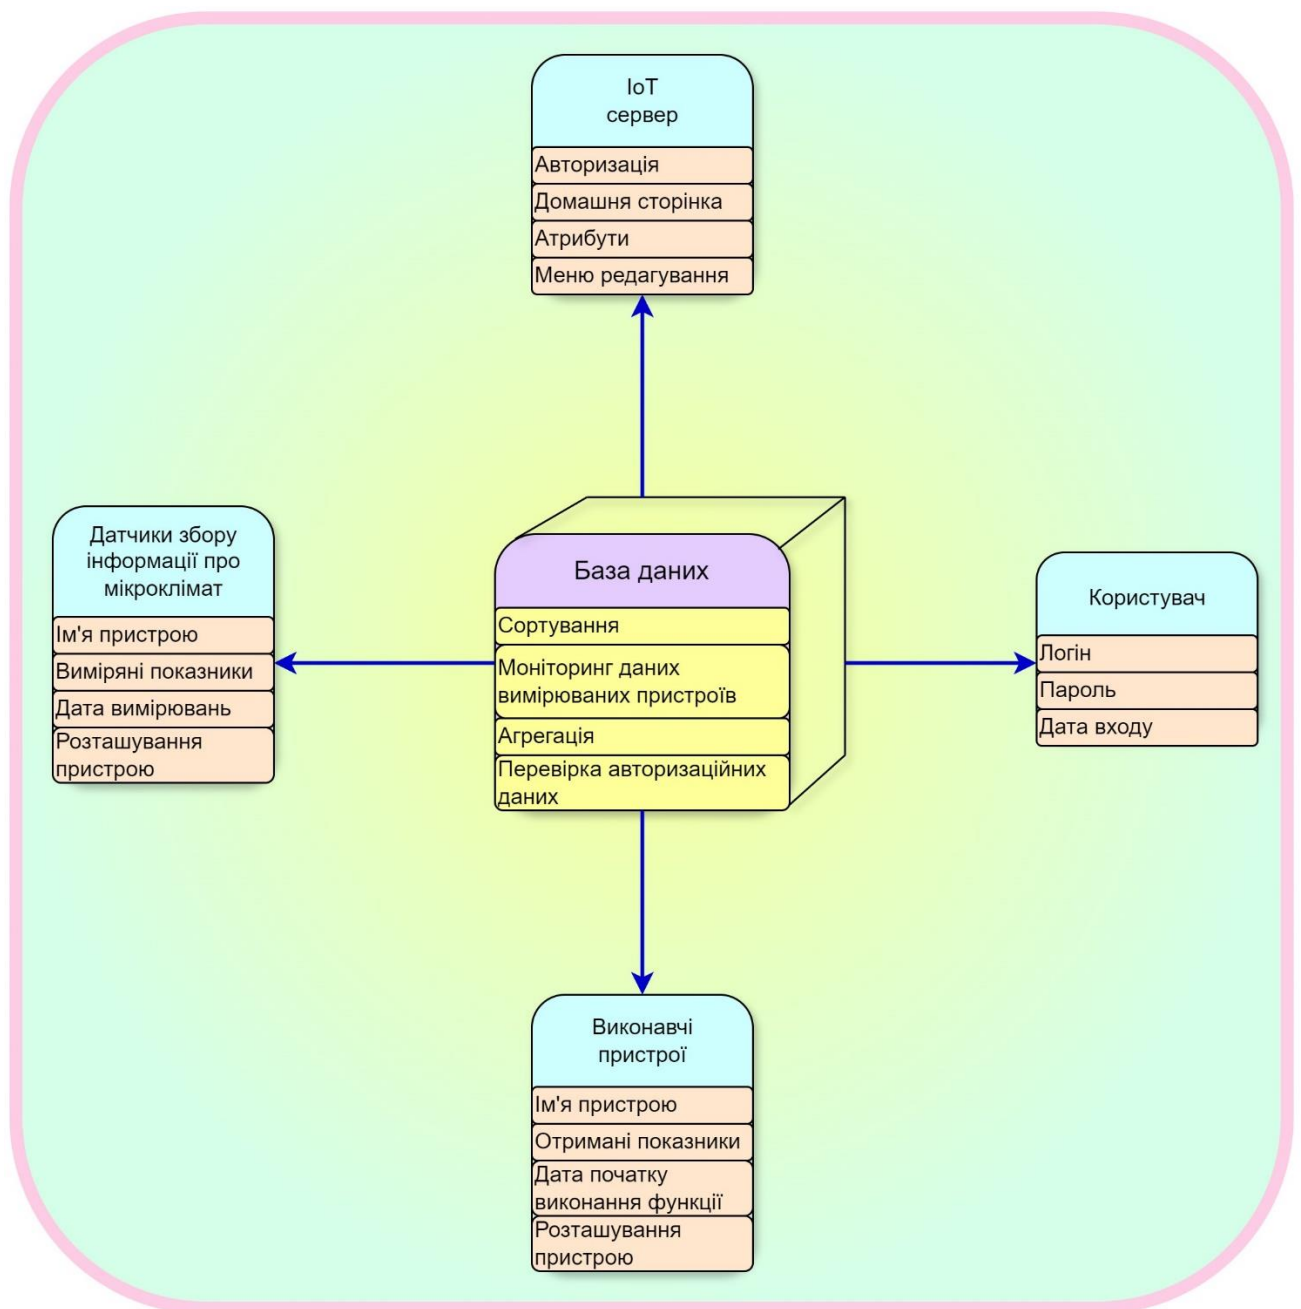 IoT
сервер
Авторизація
Домашня сторінка
Атрибути
Меню редагування
Датчики збору
інформації про
мікроклімат
Ім'я пристрою
Виміряні показники
Дата вимірювань
Розташування
пристрою
База даних
Сортування
Моніторинг даних
вимірюваних пристроїв
Агрегація
Перевірка авторизаційних
даних
Користувач
Логін
Пароль
Дата входу
Виконавчі
пристрої
Ім'я пристрою
Отримані показники
Дата початку
виконання функції
Розташування
пристрою